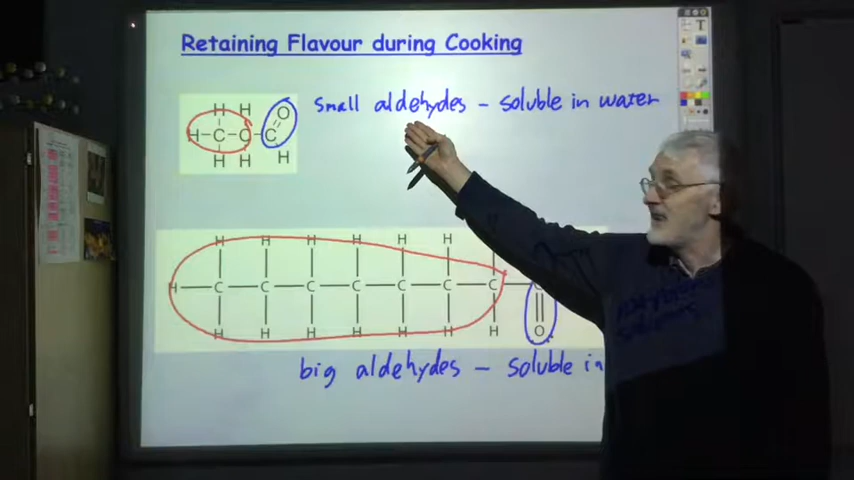 Retaining Flavour during Cooking
small aldehydes - soluble in water
H H O
H-C-C-C
H H H
H H H H H H
H C C C C C C C C
H H H H H H H O
big aldehydes - soluble in